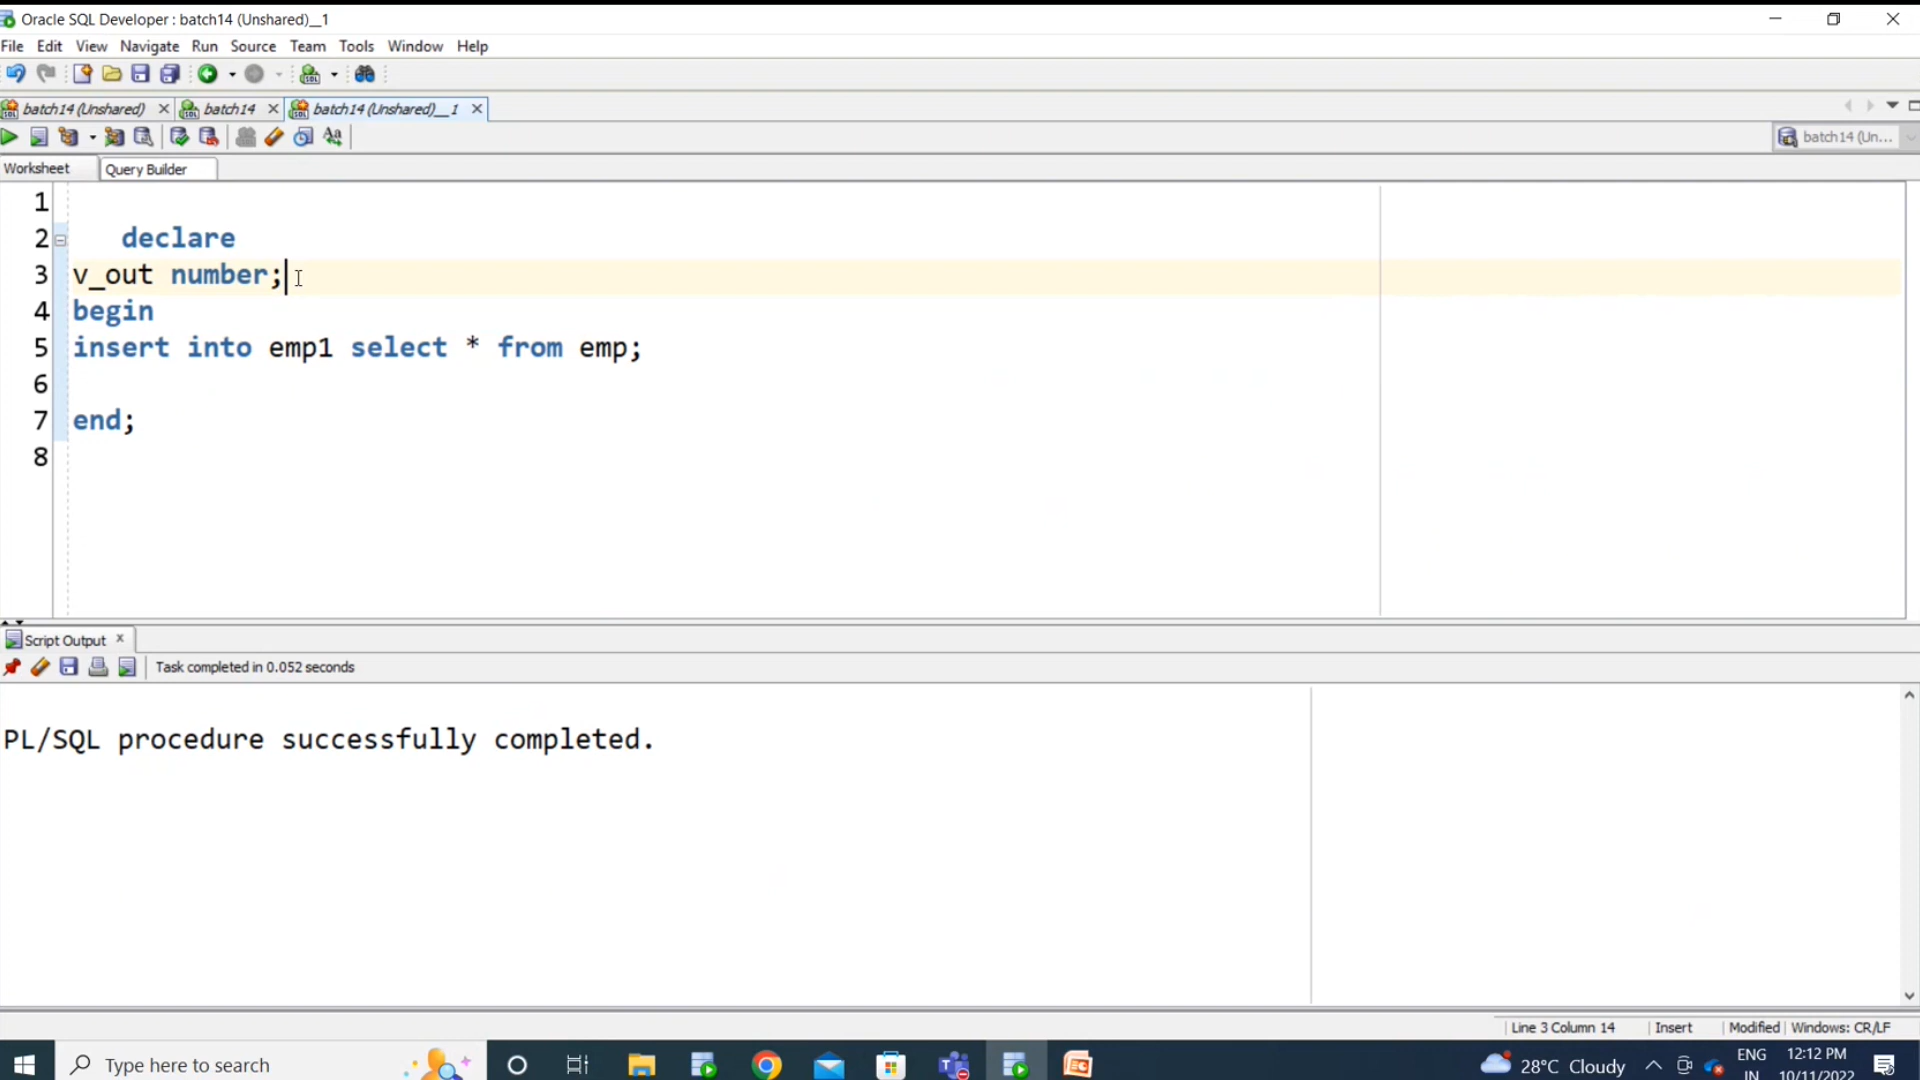 Oracle SQL Developer : batch14 (Unshared)__1
File Edit View Navigate Run Source Team Tools Window Help
batch14 (Unshared) batch14 batch14 (Unshared)__1
batch14 (Un...
Worksheet Query Builder
1
2 declare
3 v_out number;
4 begin
5 insert into emp1 select * from emp;
6
7 end;
8
Script Output
Task completed in 0.052 seconds
PL/SQL procedure successfully completed.
Line 3 Column 14 Insert Modified Windows: CR/LF
Type here to search
28°C Cloudy
ENG
IN
12:12 PM
10/11/2022